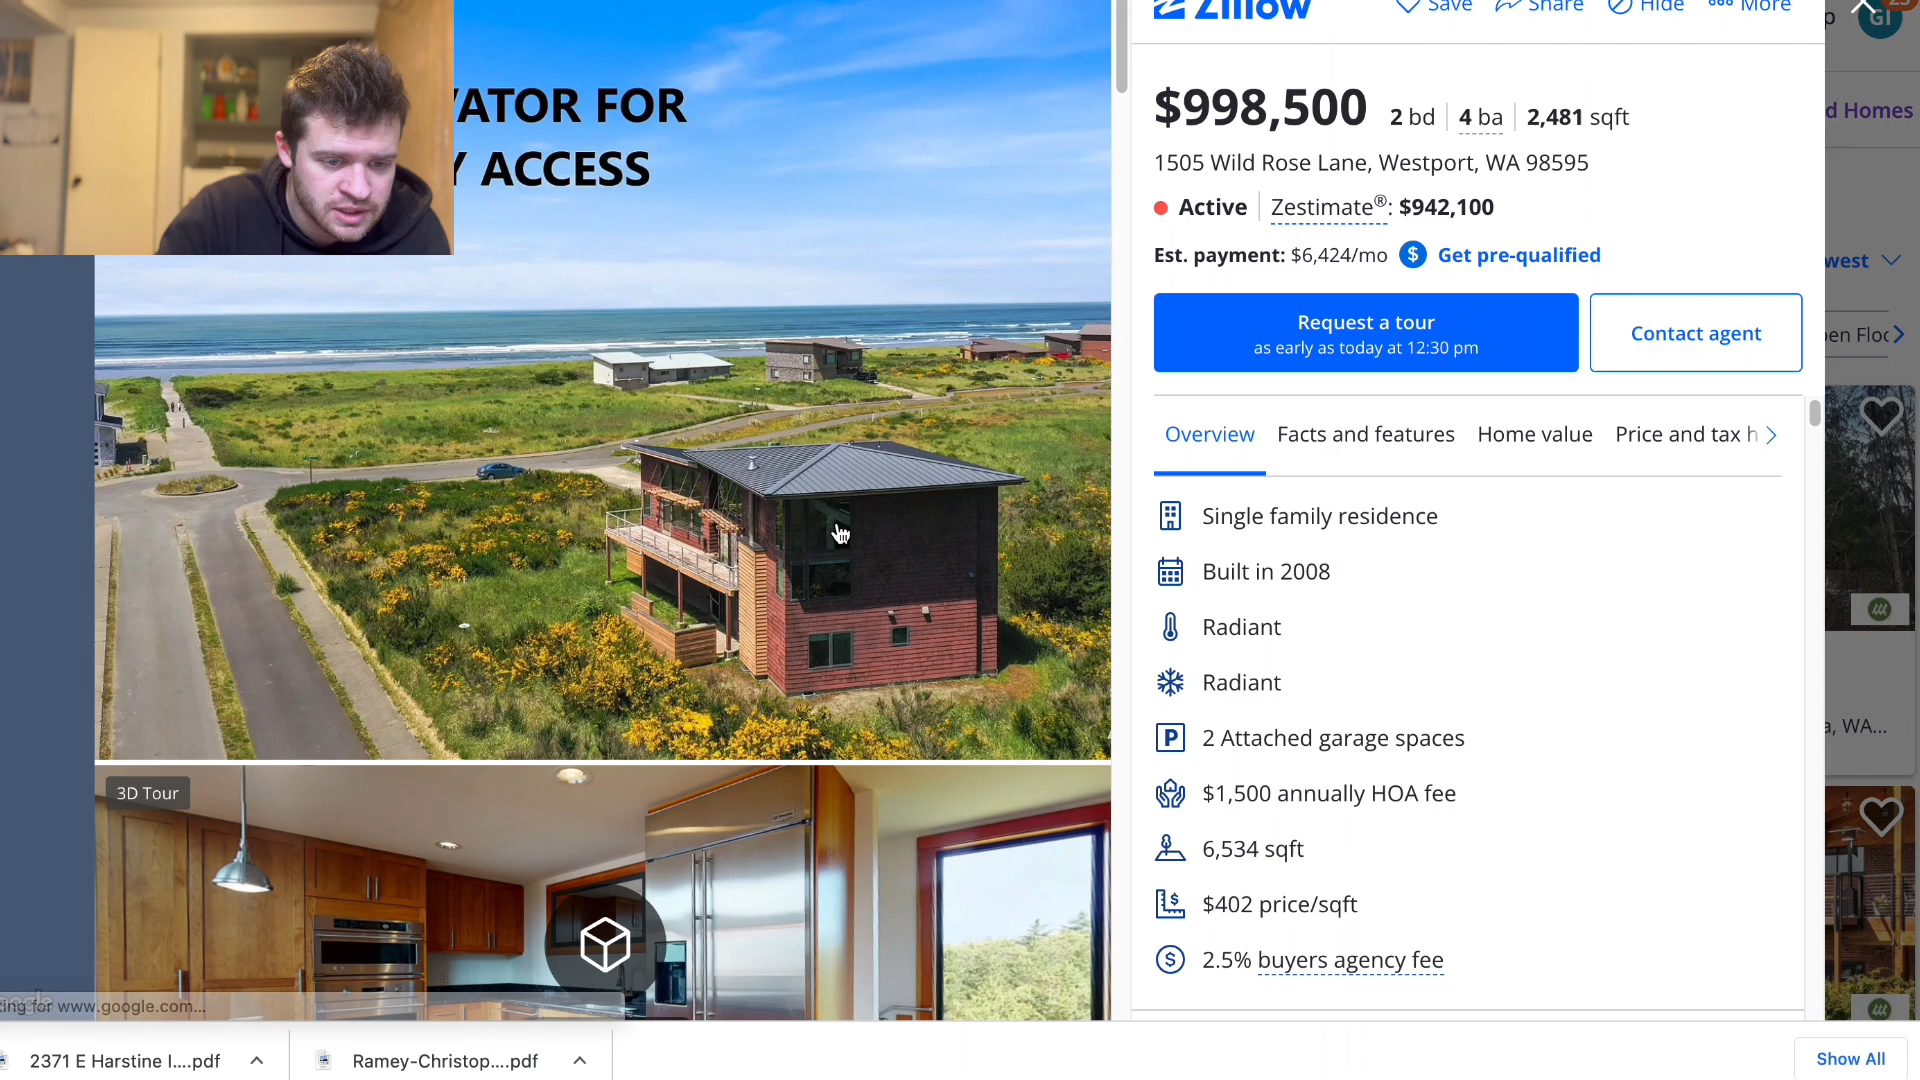 Zillow
Save
Share
Hide
More
GI
VATOR FOR
Y ACCESS
$998,500 2 bd 4 ba 2,481 sqft
d Homes
1505 Wild Rose Lane, Westport, WA 98595
Active Zestimate®: $942,100
Est. payment: $6,424/mo $ Get pre-qualified
west
Request a tour
as early as today at 12:30 pm
Contact agent
en Floo
Overview Facts and features Home value Price and tax h
Single family residence
Built in 2008
Radiant
Radiant
P 2 Attached garage spaces
a, WA...
3D Tour
$1,500 annually HOA fee
6,534 sqft
$402 price/sqft
$ 2.5% buyers agency fee
ting for www.google.com...
2371 E Harstine I....pdf
Ramey-Christop....pdf
Show All